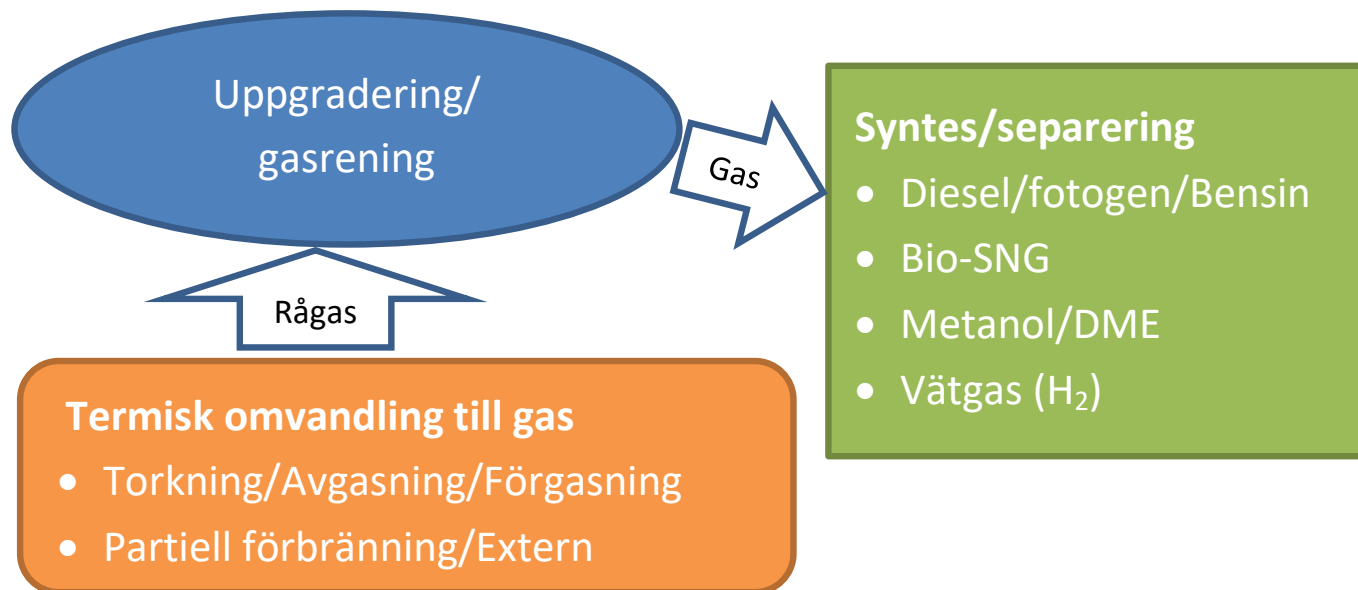 Uppgradering/
gasrening
Gas
Syntes/separering
• Diesel/fotogen/Bensin
• Bio-SNG
• Metanol/DME
• Vätgas (H₂)
Rågas
Termisk omvandling till gas
• Torkning/Avgasning/Förgasning
• Partiell förbränning/Extern